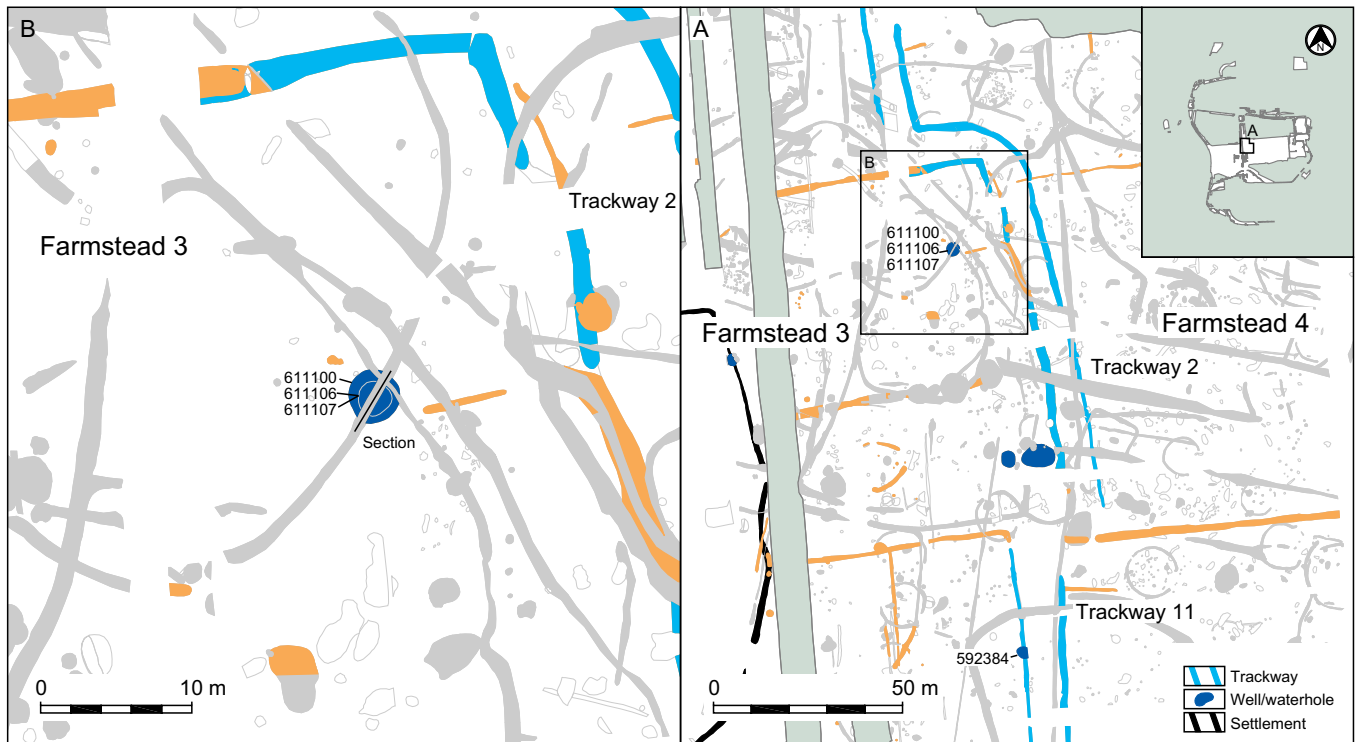 B
Trackway 2
Farmstead 3
611100
611106
611107
Section
0 10 m
A
B
611100
611106
611107
Farmstead 3
Farmstead 4
Trackway 2
Trackway 11
592384
0 50 m
N
A
Trackway
Well/waterhole
Settlement